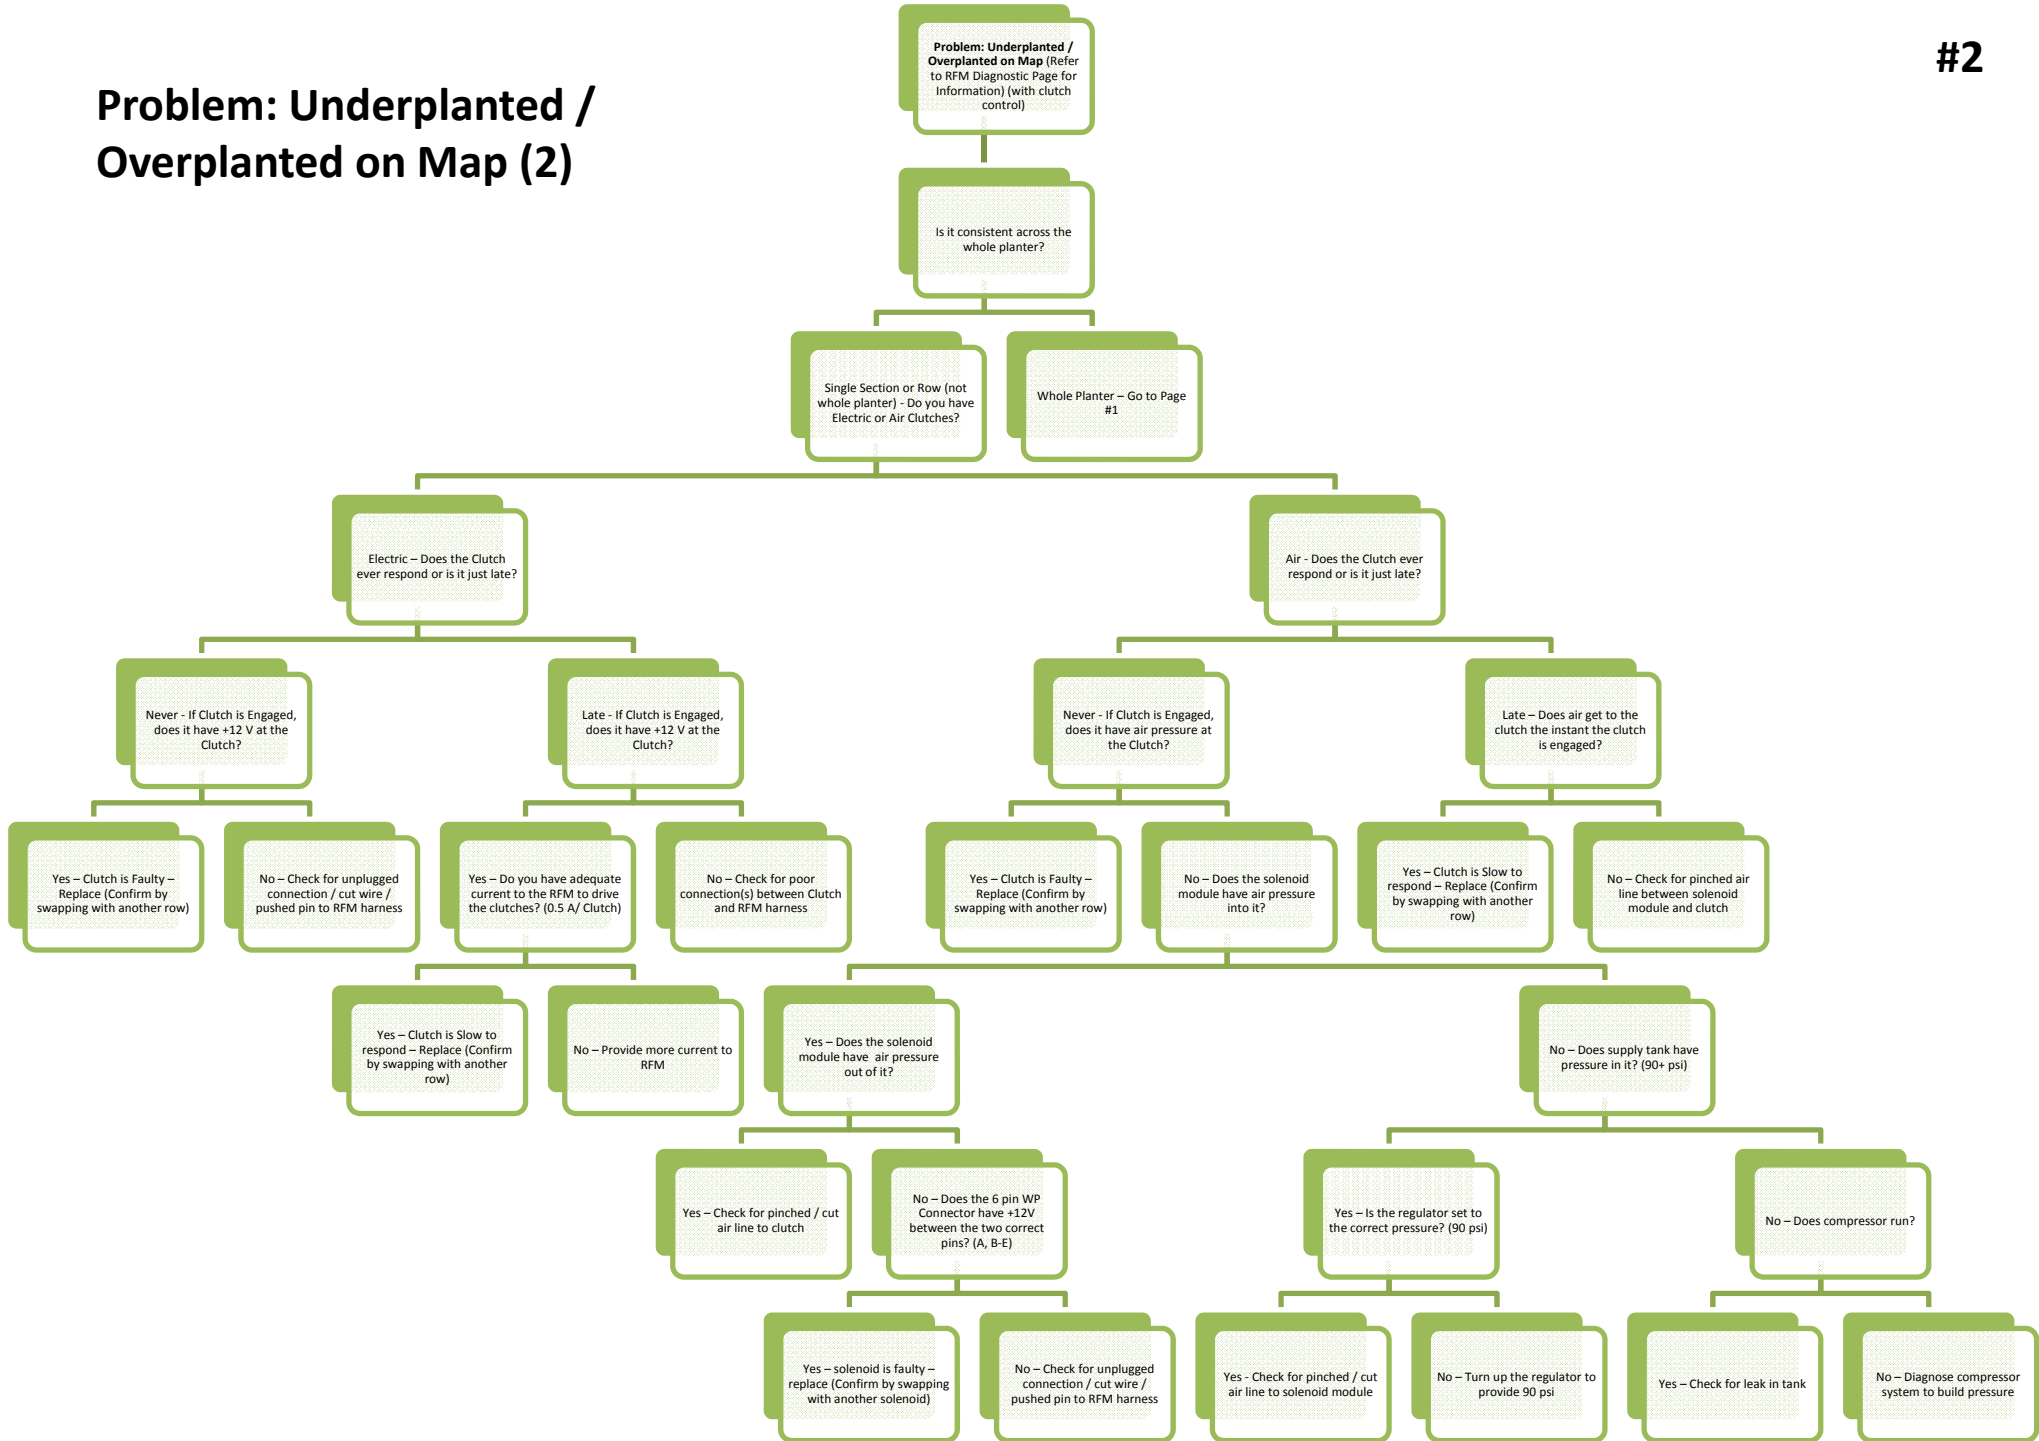 #2
Problem: Underplanted /
Overplanted on Map (2)
Problem: Underplanted /
Overplanted on Map (Refer
to RFM Diagnostic Page for
Information) (with clutch
control)
Is it consistent across the
whole planter?
Single Section or Row (not
whole planter) - Do you have
Electric or Air Clutches?
Whole Planter – Go to Page
#1
Electric – Does the Clutch
ever respond or is it just late?
Air - Does the Clutch ever
respond or is it just late?
Never - If Clutch is Engaged,
does it have +12 V at the
Clutch?
Late - If Clutch is Engaged,
does it have +12 V at the
Clutch?
Never - If Clutch is Engaged,
does it have air pressure at
the Clutch?
Late – Does air get to the
clutch the instant the clutch
is engaged?
Yes – Clutch is Faulty –
Replace (Confirm by
swapping with another row)
No – Check for unplugged
connection / cut wire /
pushed pin to RFM harness
Yes – Do you have adequate
current to the RFM to drive
the clutches? (0.5 A/ Clutch)
No – Check for poor
connection(s) between Clutch
and RFM harness
Yes – Clutch is Faulty –
Replace (Confirm by
swapping with another row)
No – Does the solenoid
module have air pressure
into it?
Yes – Clutch is Slow to
respond – Replace (Confirm
by swapping with another
row)
No – Check for pinched air
line between solenoid
module and clutch
Yes – Clutch is Slow to
respond – Replace (Confirm
by swapping with another
row)
No – Provide more current to
RFM
Yes – Does the solenoid
module have  air pressure
out of it?
No – Does supply tank have
pressure in it? (90+ psi)
Yes – Check for pinched / cut
air line to clutch
No – Does the 6 pin WP
Connector have +12V
between the two correct
pins? (A, B-E)
Yes – Is the regulator set to
the correct pressure? (90 psi)
No – Does compressor run?
Yes – solenoid is faulty –
replace (Confirm by swapping
with another solenoid)
No – Check for unplugged
connection / cut wire /
pushed pin to RFM harness
Yes - Check for pinched / cut
air line to solenoid module
No – Turn up the regulator to
provide 90 psi
Yes – Check for leak in tank
No – Diagnose compressor
system to build pressure